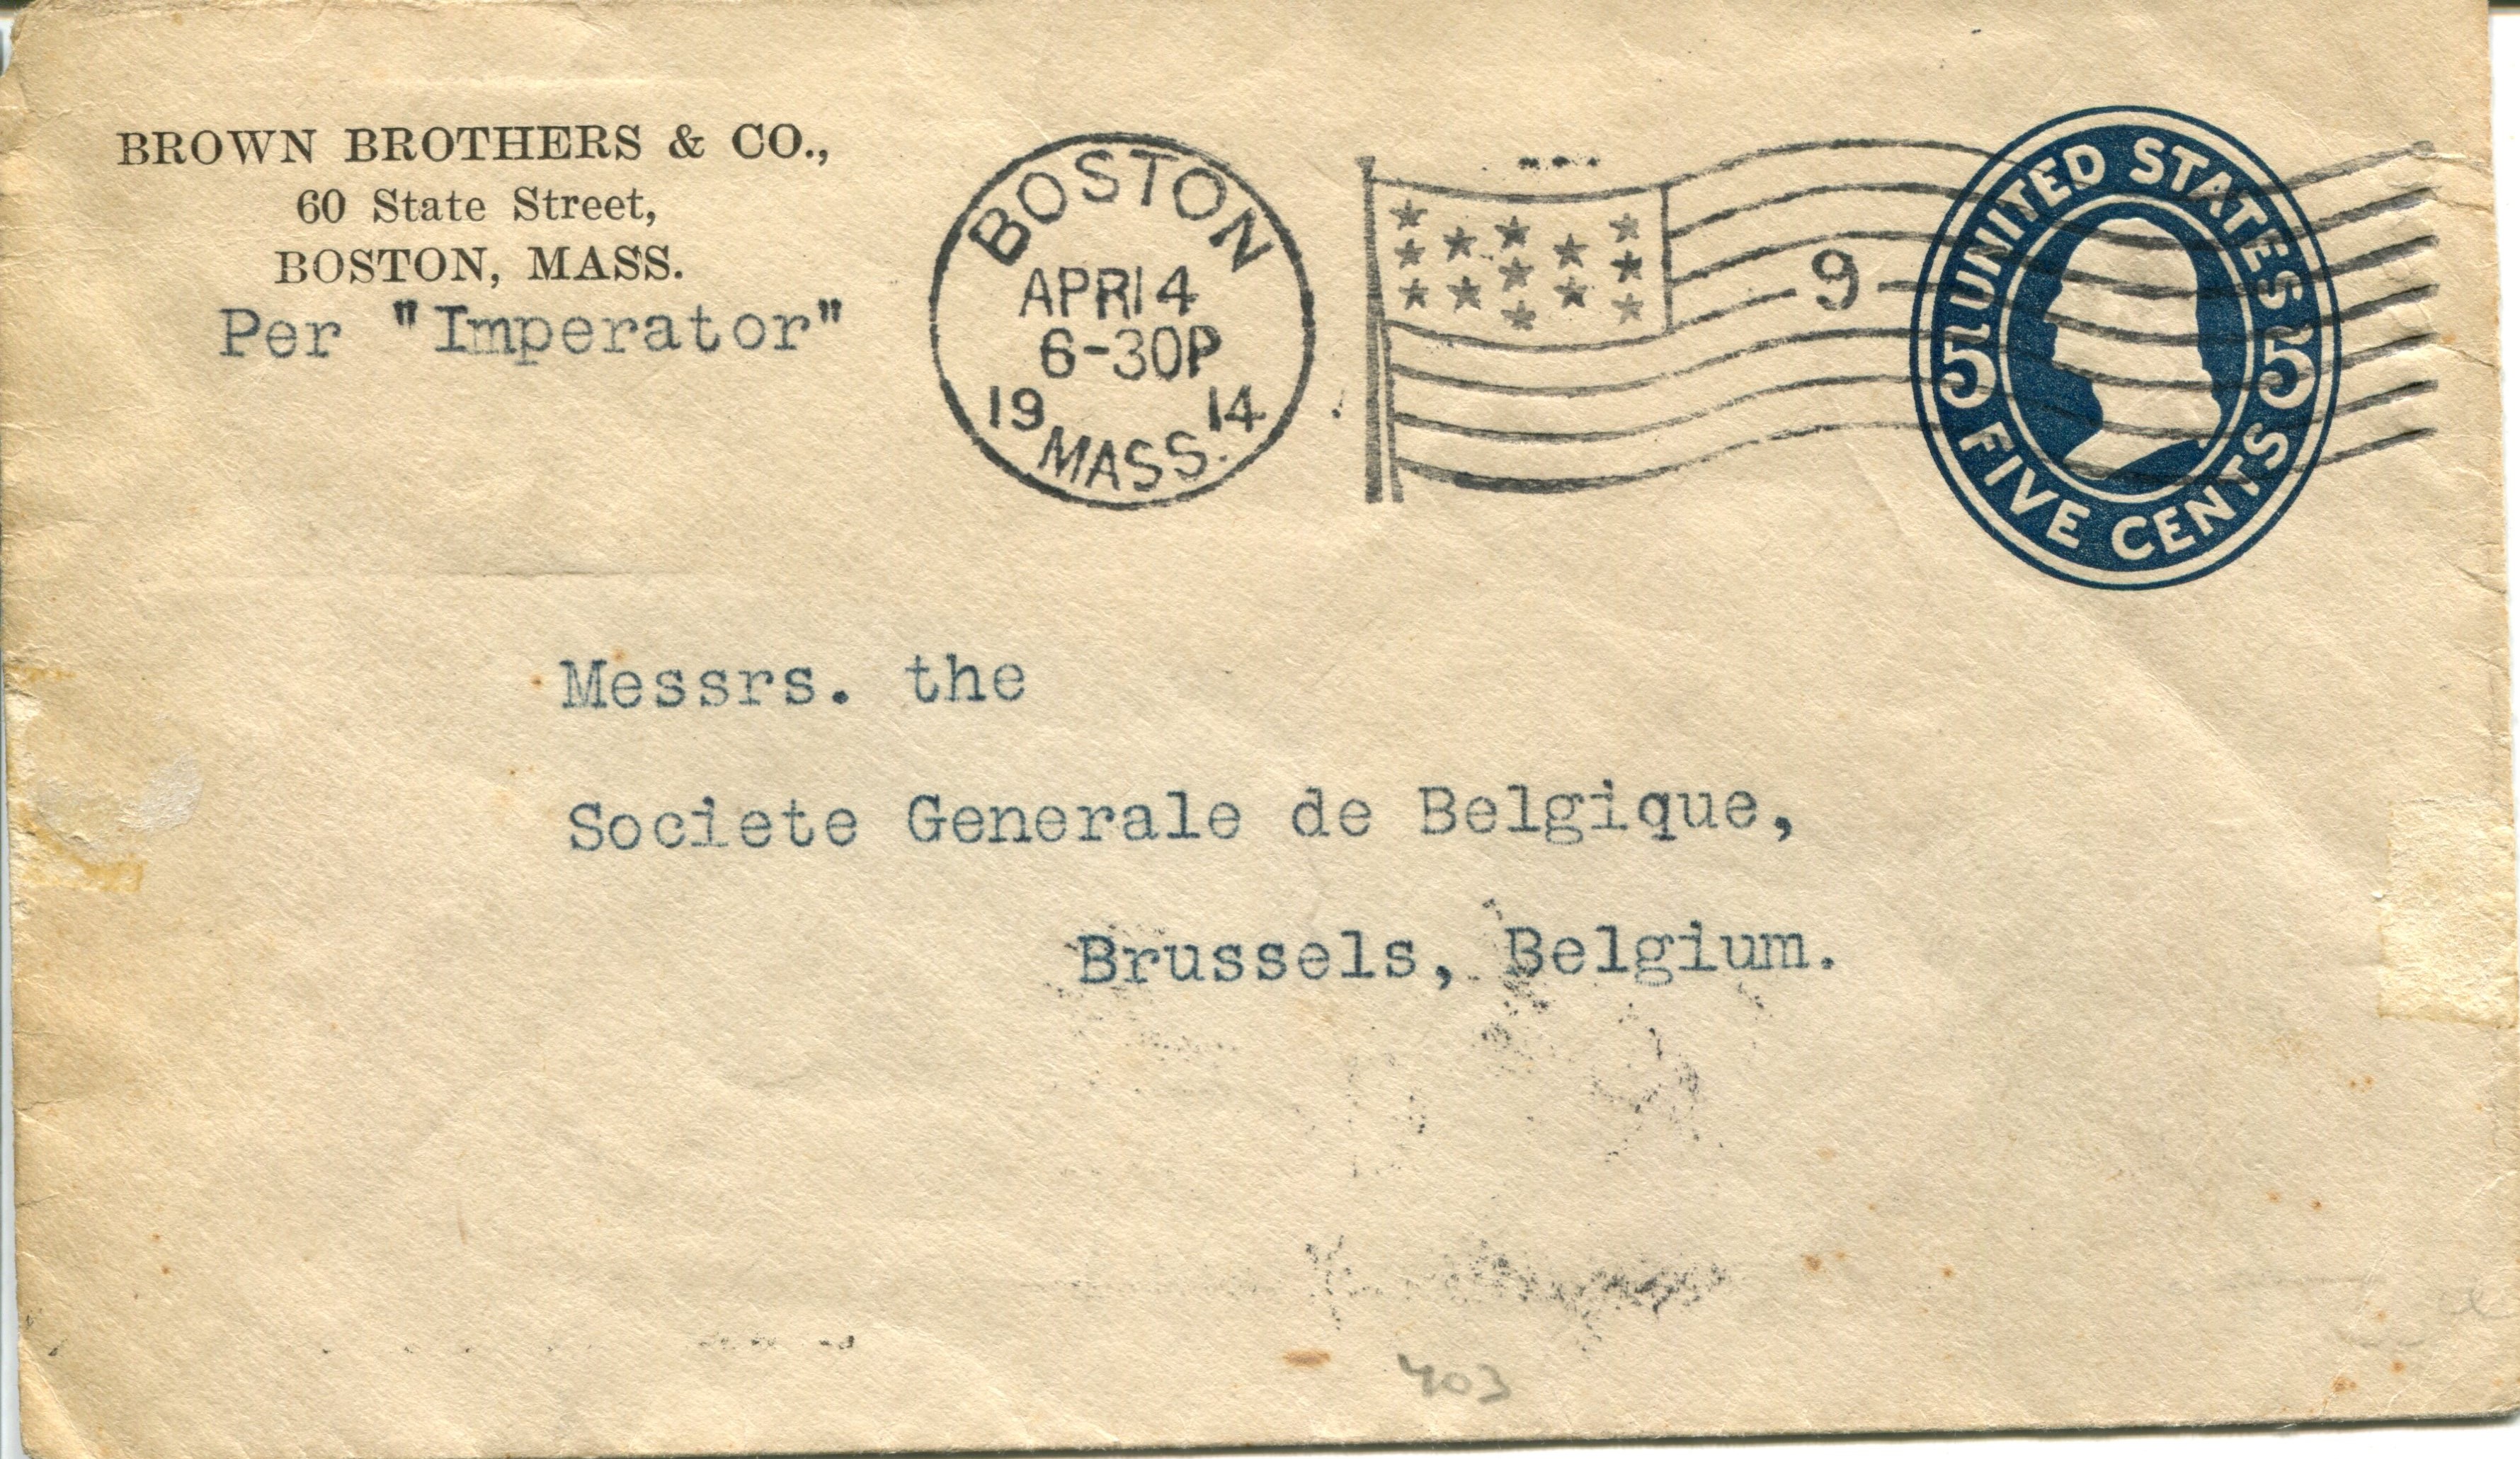 BROWN BROTHERS & CO.,
60 State Street,
BOSTON, MASS.
Per "Imperator"
BOSTON
APR 14
6-30P
19 14
MASS.
9
UNITED STATES
5 5
FIVE CENTS
Messrs. the
Societe Generale de Belgique,
Brussels, Belgium.
403